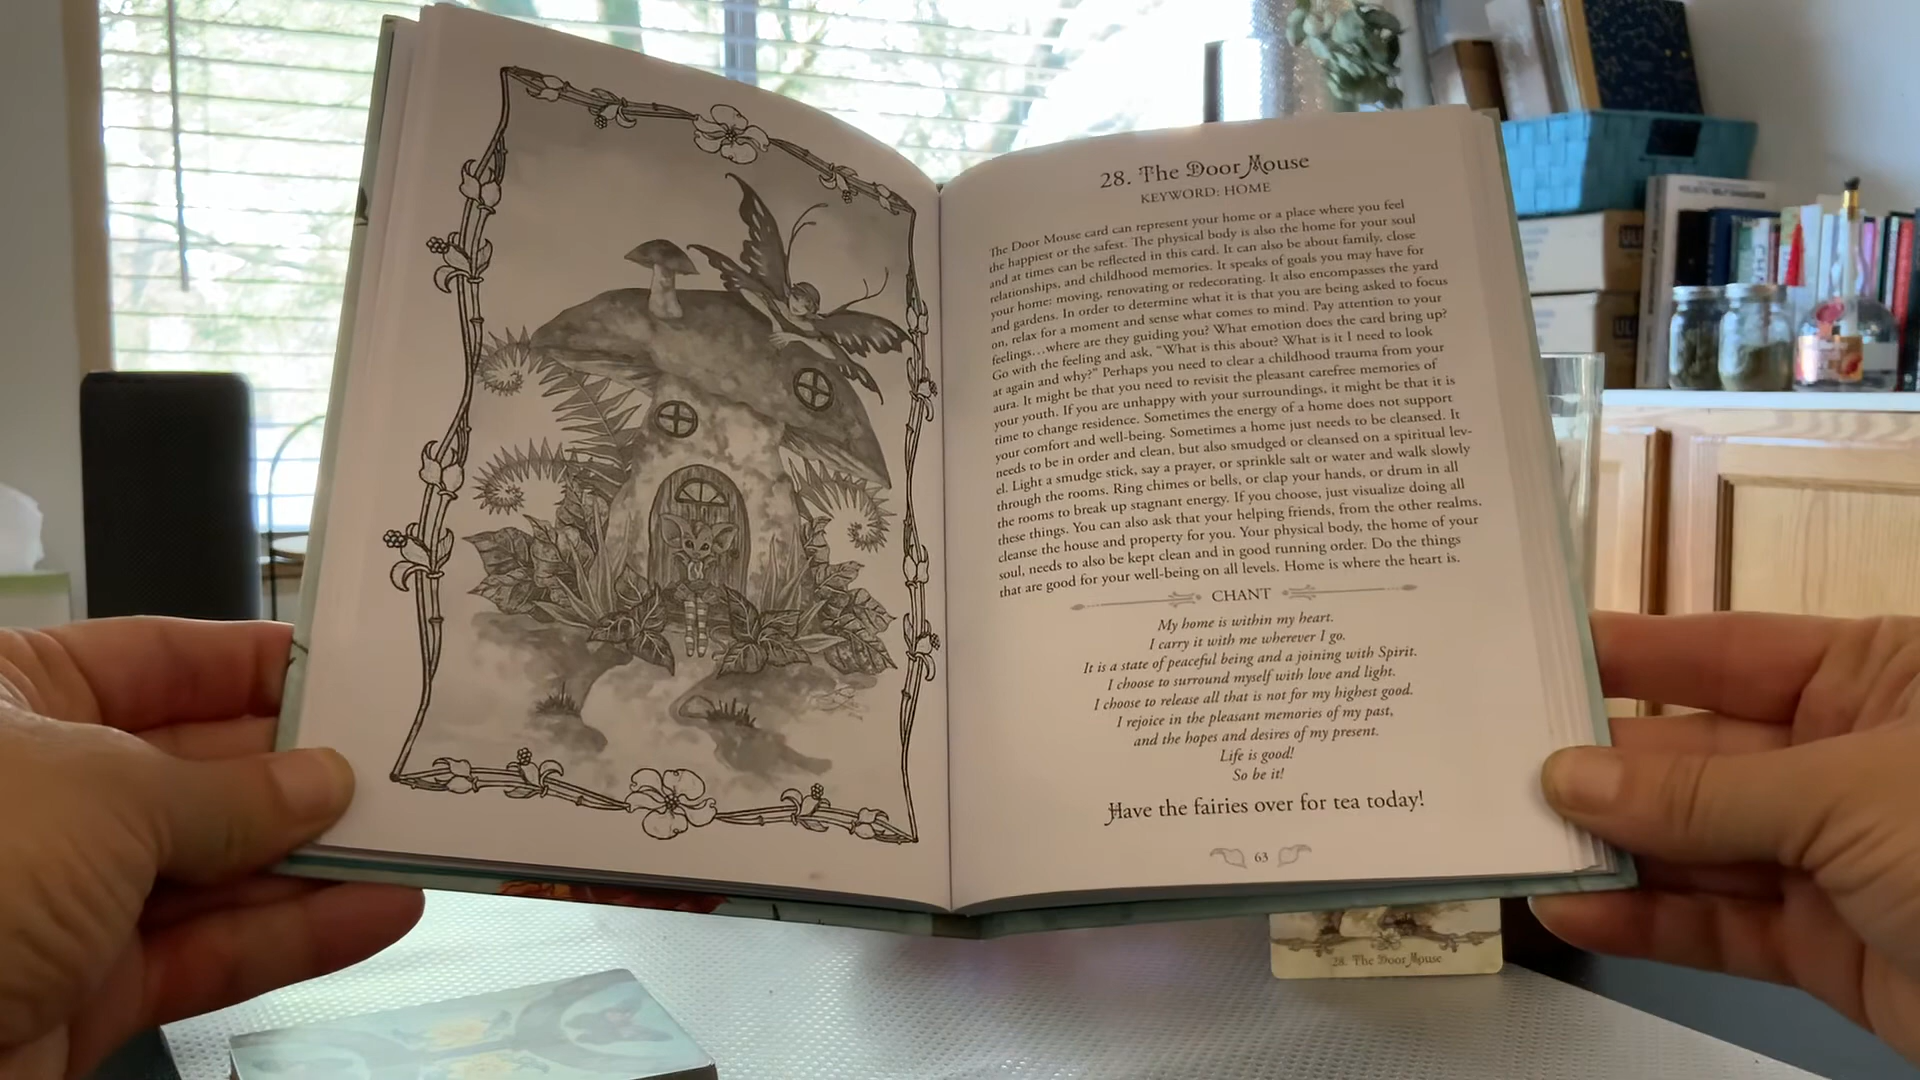 28. The Door Mouse
KEYWORD: HOME
The Door Mouse card can represent your home or a place where you feel
the happiest or the safest. The physical body is also the home for your soul
and at times can be reflected in this card. It can also be about family, close
relationships, and childhood memories. It speaks of goals you may have for
your home: moving, renovating or redecorating. It also encompasses the yard
and gardens. In order to determine what it is that you are being asked to focus
on, relax for a moment and sense what comes to mind. Pay attention to your
feelings…where are they guiding you? What emotion does the card bring up?
Go with the feeling and ask, “What is this about? What is it I need to look
at again and why?” Perhaps you need to clear a childhood trauma from your
aura. It might be that you need to revisit the pleasant carefree memories of
your youth. If you are unhappy with your surroundings, it might be that it is
time to change residence. Sometimes the energy of a home does not support
your comfort and well-being. Sometimes a home just needs to be cleansed. It
needs to be in order and clean, but also smudged or cleansed on a spiritual lev-
el. Light a smudge stick, say a prayer, or sprinkle salt or water and walk slowly
through the rooms. Ring chimes or bells, or clap your hands, or drum in all
the rooms to break up stagnant energy. If you choose, just visualize doing all
these things. You can also ask that your helping friends, from the other realms.
cleanse the house and property for you. Your physical body, the home of your
soul, needs to also be kept clean and in good running order. Do the things
that are good for your well-being on all levels. Home is where the heart is.
CHANT
My home is within my heart.
I carry it with me wherever I go.
It is a state of peaceful being and a joining with Spirit.
I choose to surround myself with love and light.
I choose to release all that is not for my highest good.
I rejoice in the pleasant memories of my past,
and the hopes and desires of my present.
Life is good!
So be it!
Have the fairies over for tea today!
63
28. The Door Mouse